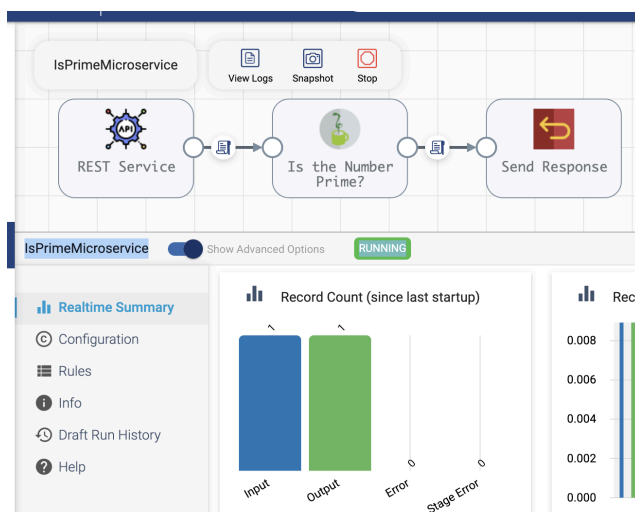 IsPrimeMicroservice
View Logs
Snapshot
Stop
API
REST Service
Is the Number
Prime?
Send Response
IsPrimeMicroservice
Show Advanced Options
RUNNING
Realtime Summary
Configuration
Rules
Info
Draft Run History
Help
Record Count (since last startup)
1
1
0
0
Input
Output
Error
Stage Error
Rec
0.008
0.006
0.004
0.002
0.000